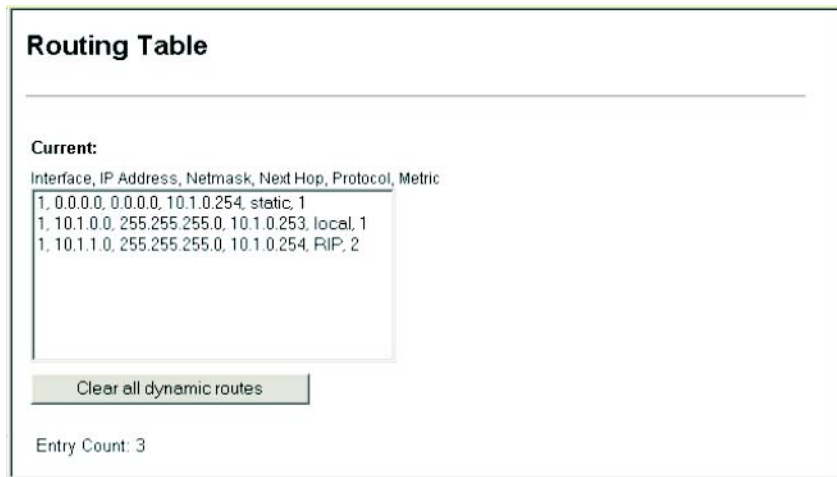 Routing Table
Current:
Interface, IP Address, Netmask, Next Hop, Protocol, Metric
1, 0.0.0.0, 0.0.0.0, 10.1.0.254, static, 1
1, 10.1.0.0, 255.255.255.0, 10.1.0.253, local, 1
1, 10.1.1.0, 255.255.255.0, 10.1.0.254, RIP, 2
Clear all dynamic routes
Entry Count: 3